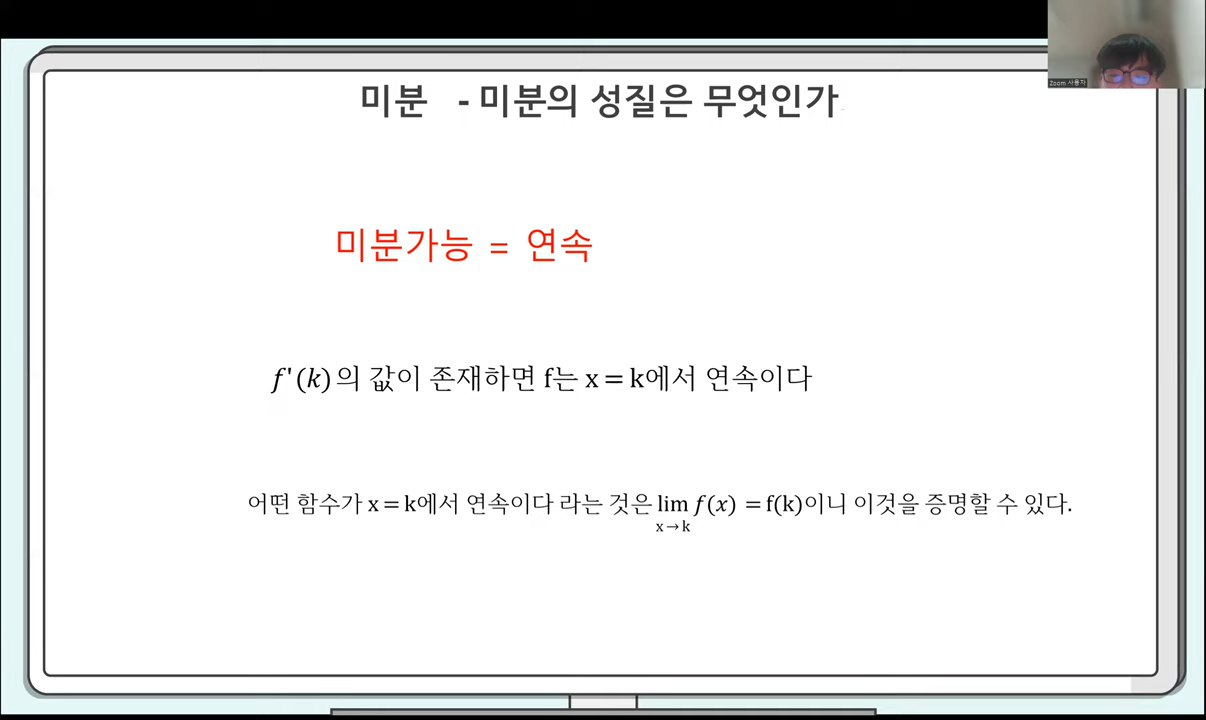 Zoom 사용자
미분 - 미분의 성질은 무엇인가
미분가능 = 연속
f'(k)의 값이 존재하면 f는 x = k에서 연속이다
어떤 함수가 x = k에서 연속이다 라는 것은 lim f(x) = f(k)이니 이것을 증명할 수 있다.
x→k